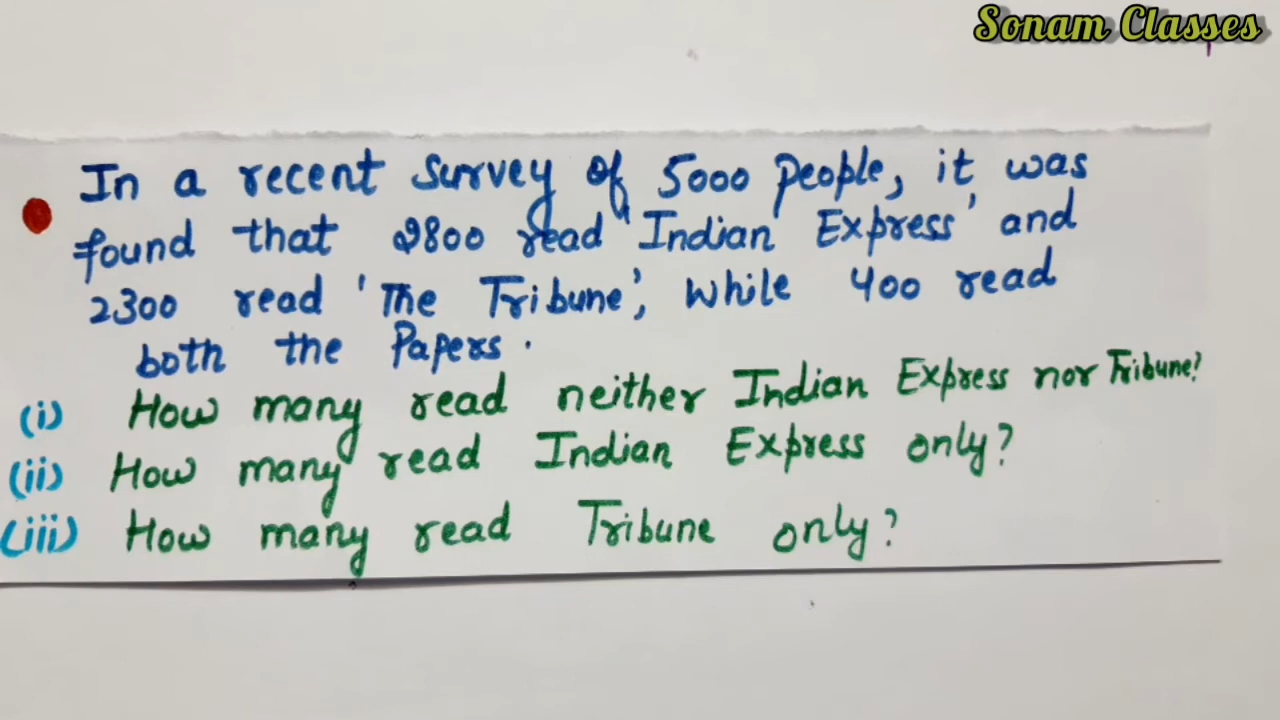 Sonam Classes
In a recent survey of 5000 people, it was
found that 2800 read 'Indian Express' and
2300 read 'The Tribune', while 400 read
both the Papers.
(i) How many read neither Indian Express nor Tribune?
(ii) How many read Indian Express only?
(iii) How many read Tribune only?